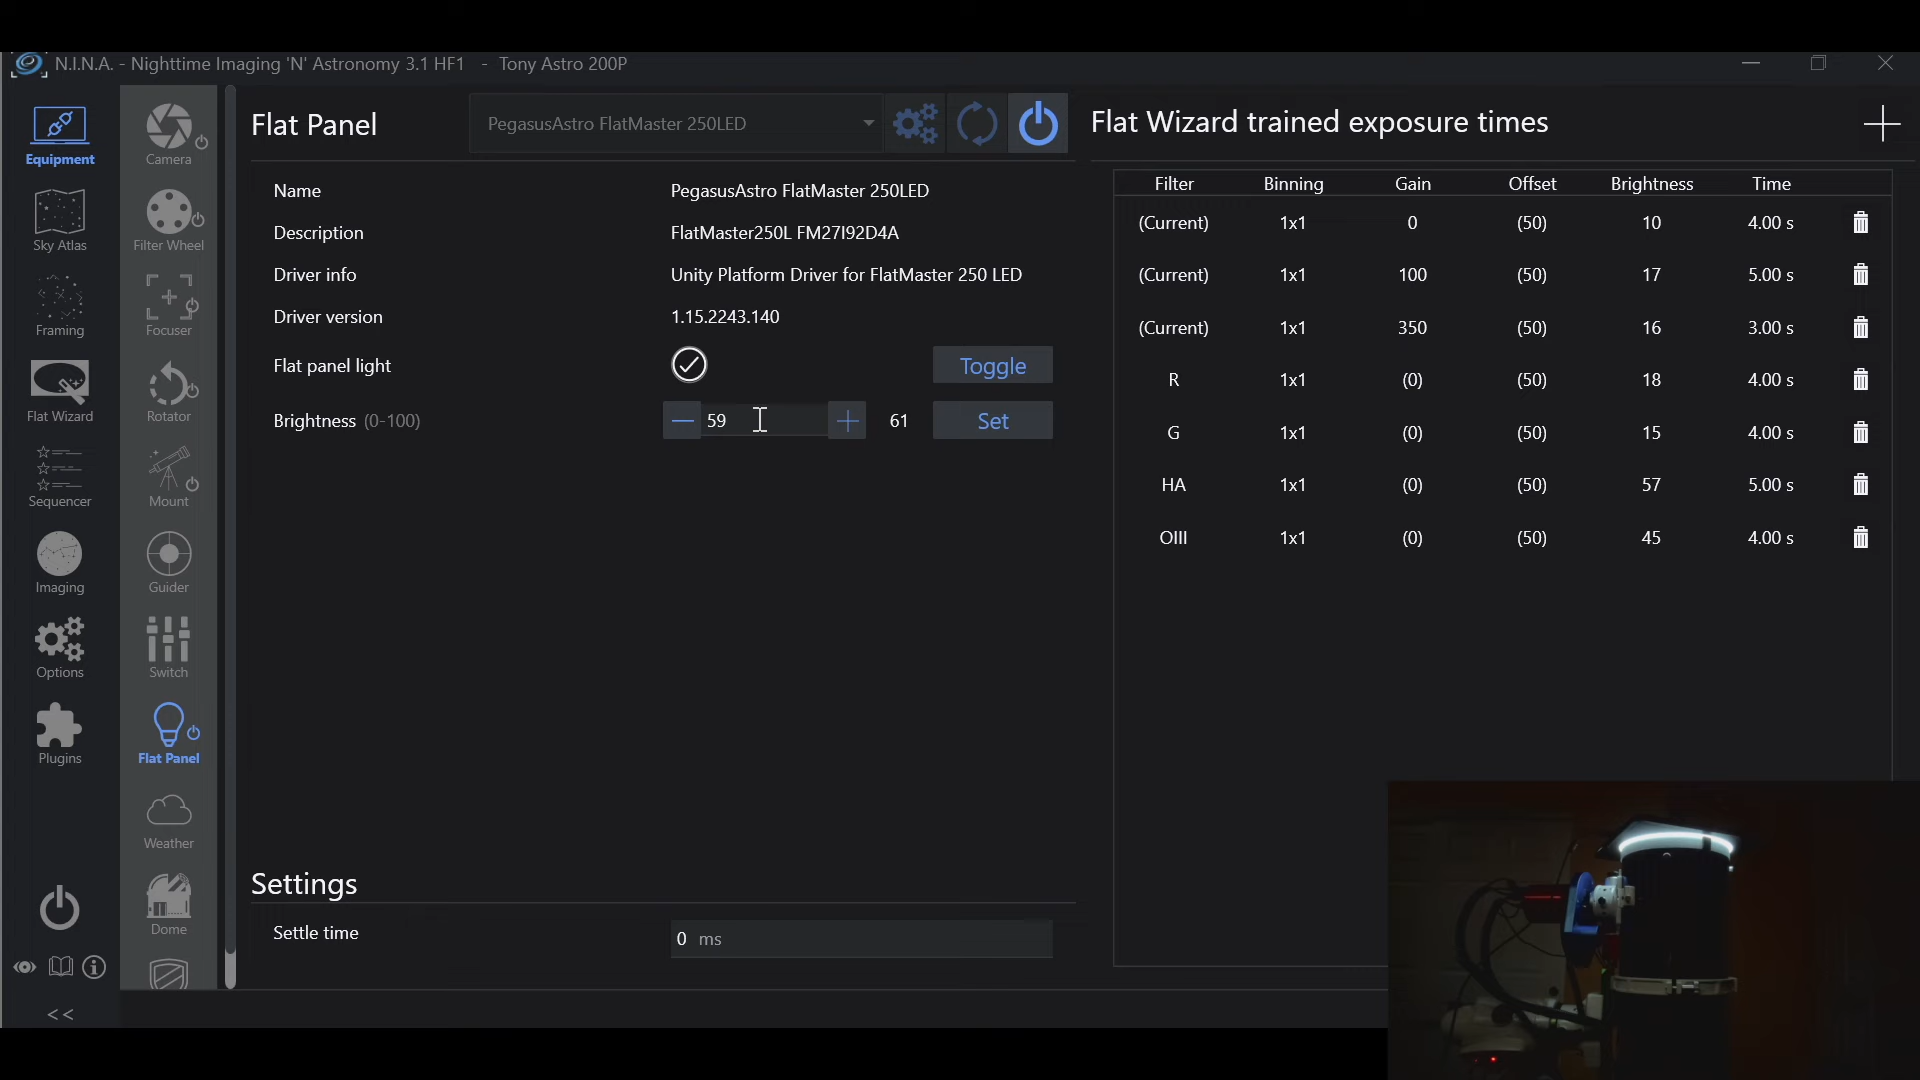 N.I.N.A. - Nighttime Imaging 'N' Astronomy 3.1 HF1 - Tony Astro 200P
Equipment
Sky Atlas
Framing
Flat Wizard
Sequencer
Imaging
Options
Plugins
<<
Camera
Filter Wheel
Focuser
Rotator
Mount
Guider
Switch
Flat Panel
Weather
Dome
Flat Panel
PegasusAstro FlatMaster 250LED
Name PegasusAstro FlatMaster 250LED
Description FlatMaster250L FM27I92D4A
Driver info Unity Platform Driver for FlatMaster 250 LED
Driver version 1.15.2243.140
Flat panel light Toggle
Brightness (0-100) 59 61 Set
Settings
Settle time 0 ms
Flat Wizard trained exposure times
Filter Binning Gain Offset Brightness Time
(Current) 1x1 0 (50) 10 4.00 s
(Current) 1x1 100 (50) 17 5.00 s
(Current) 1x1 350 (50) 16 3.00 s
R 1x1 (0) (50) 18 4.00 s
G 1x1 (0) (50) 15 4.00 s
HA 1x1 (0) (50) 57 5.00 s
OIII 1x1 (0) (50) 45 4.00 s